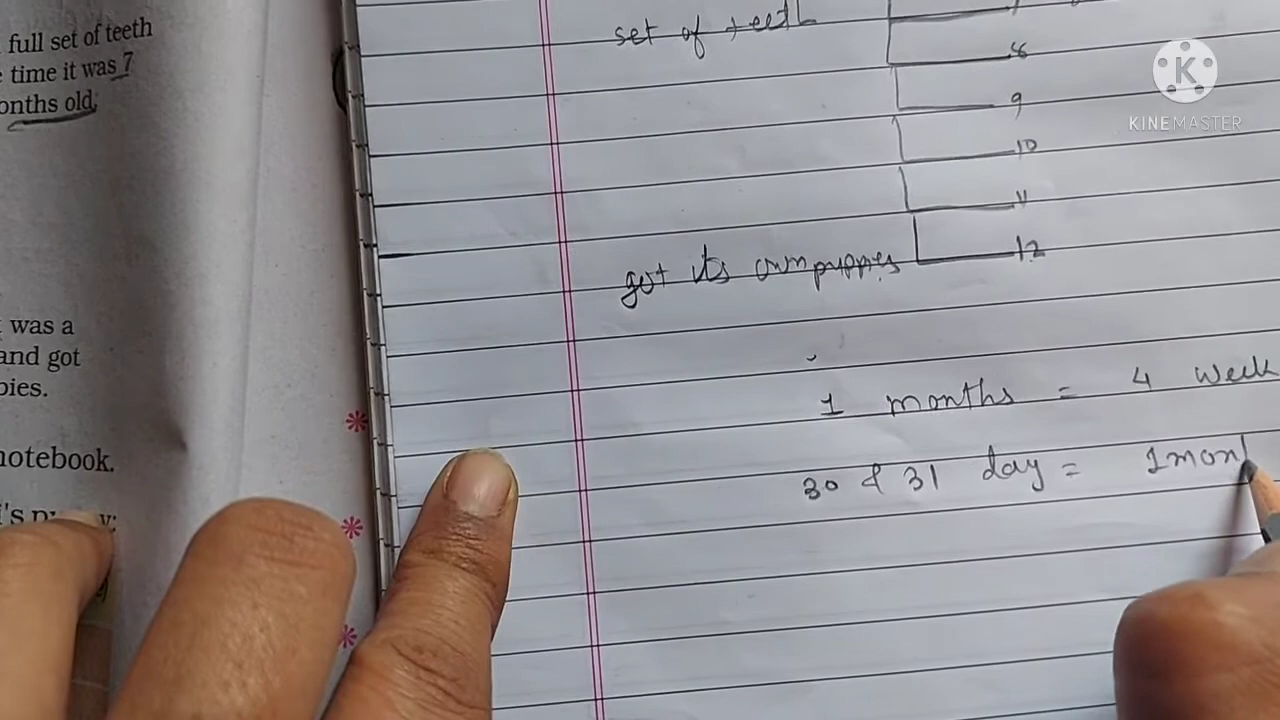 full set of teeth
time it was 7
onths old.
was a
and got
pies.
notebook.
set of teeth
8
9
10
11
got its own puppies
12
1 months = 4 week
30 & 31 day = 1 mont
K
KINEMASTER